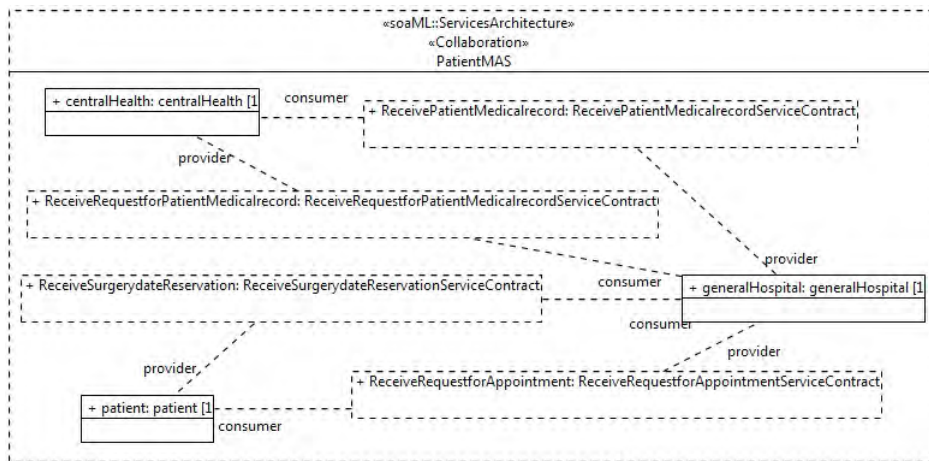 «soaML::ServicesArchitecture»
«Collaboration»
PatientMAS
+ centralHealth: centralHealth [1
consumer
+ ReceivePatientMedicalrecord: ReceivePatientMedicalrecordServiceContract
provider
+ ReceiveRequestforPatientMedicalrecord: ReceiveRequestforPatientMedicalrecordServiceContract
provider
+ ReceiveSurgerydateReservation: ReceiveSurgerydateReservationServiceContract
consumer
+ generalHospital: generalHospital [1
consumer
provider
provider
+ ReceiveRequestforAppointment: ReceiveRequestforAppointmentServiceContract
+ patient: patient [1
consumer